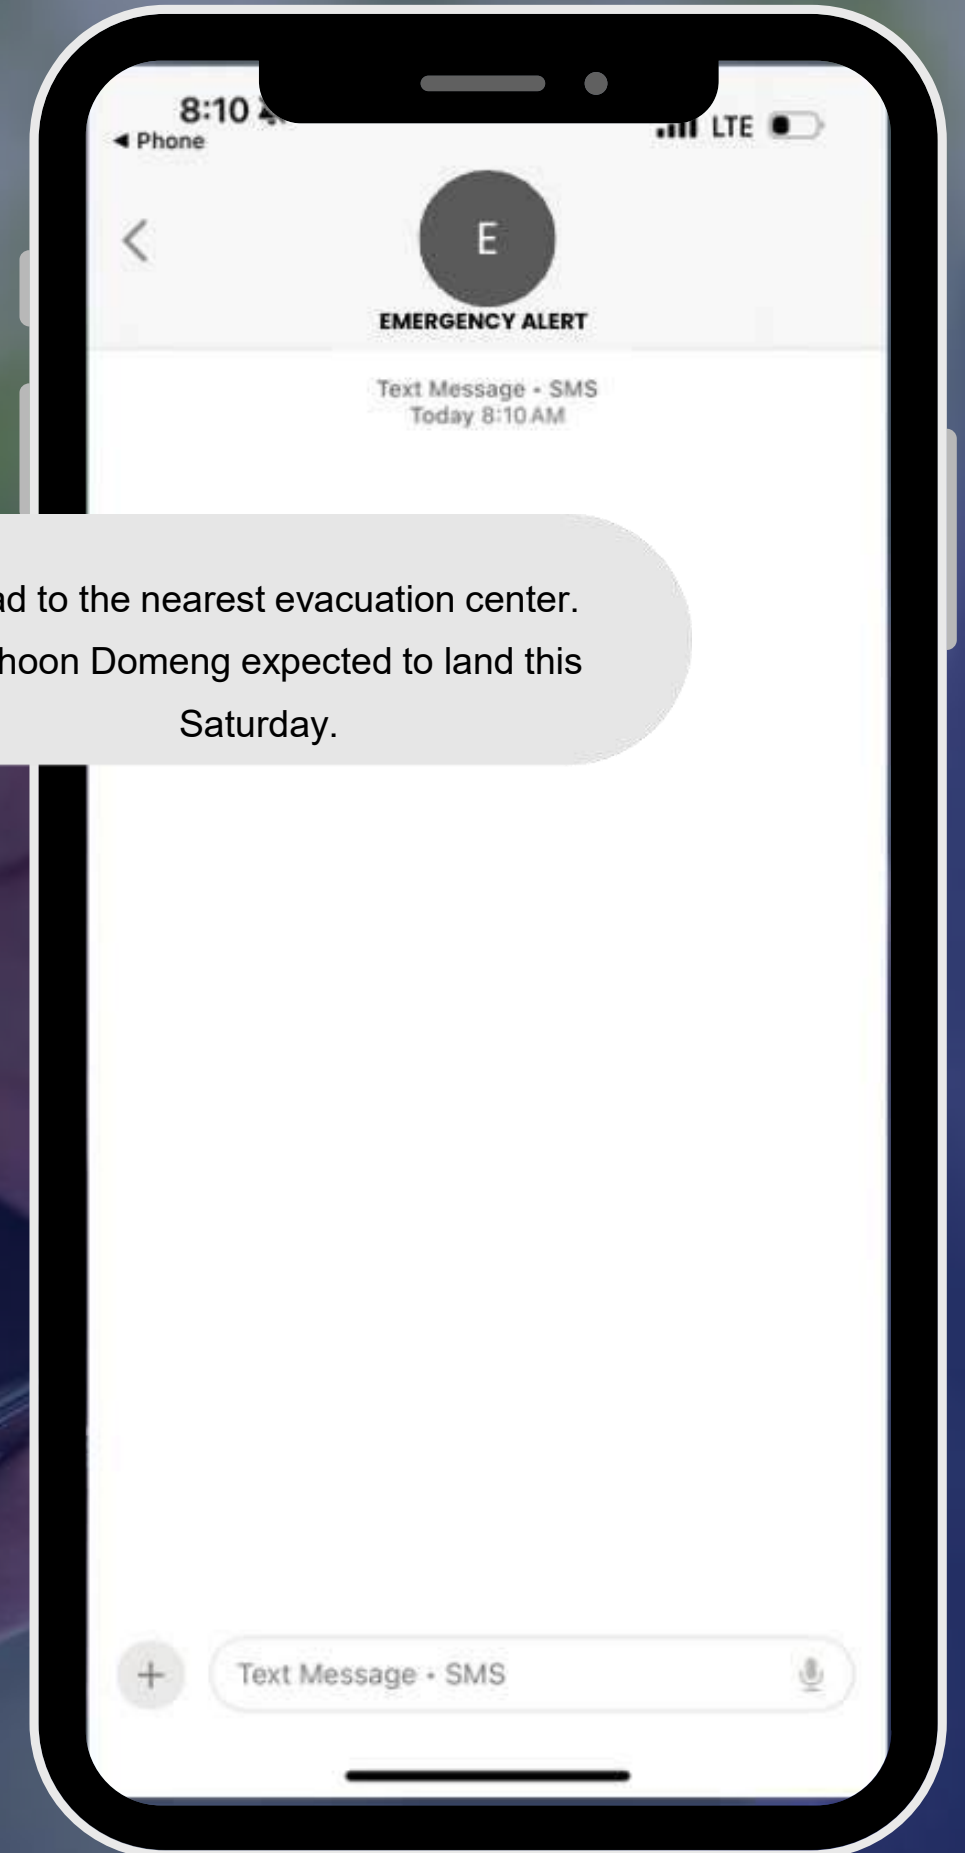 8:10
◀ Phone
LTE
E
EMERGENCY ALERT
Text Message • SMS
Today 8:10 AM
to the nearest evacuation center.
Domeng expected to land this
Saturday.
+
Text Message • SMS